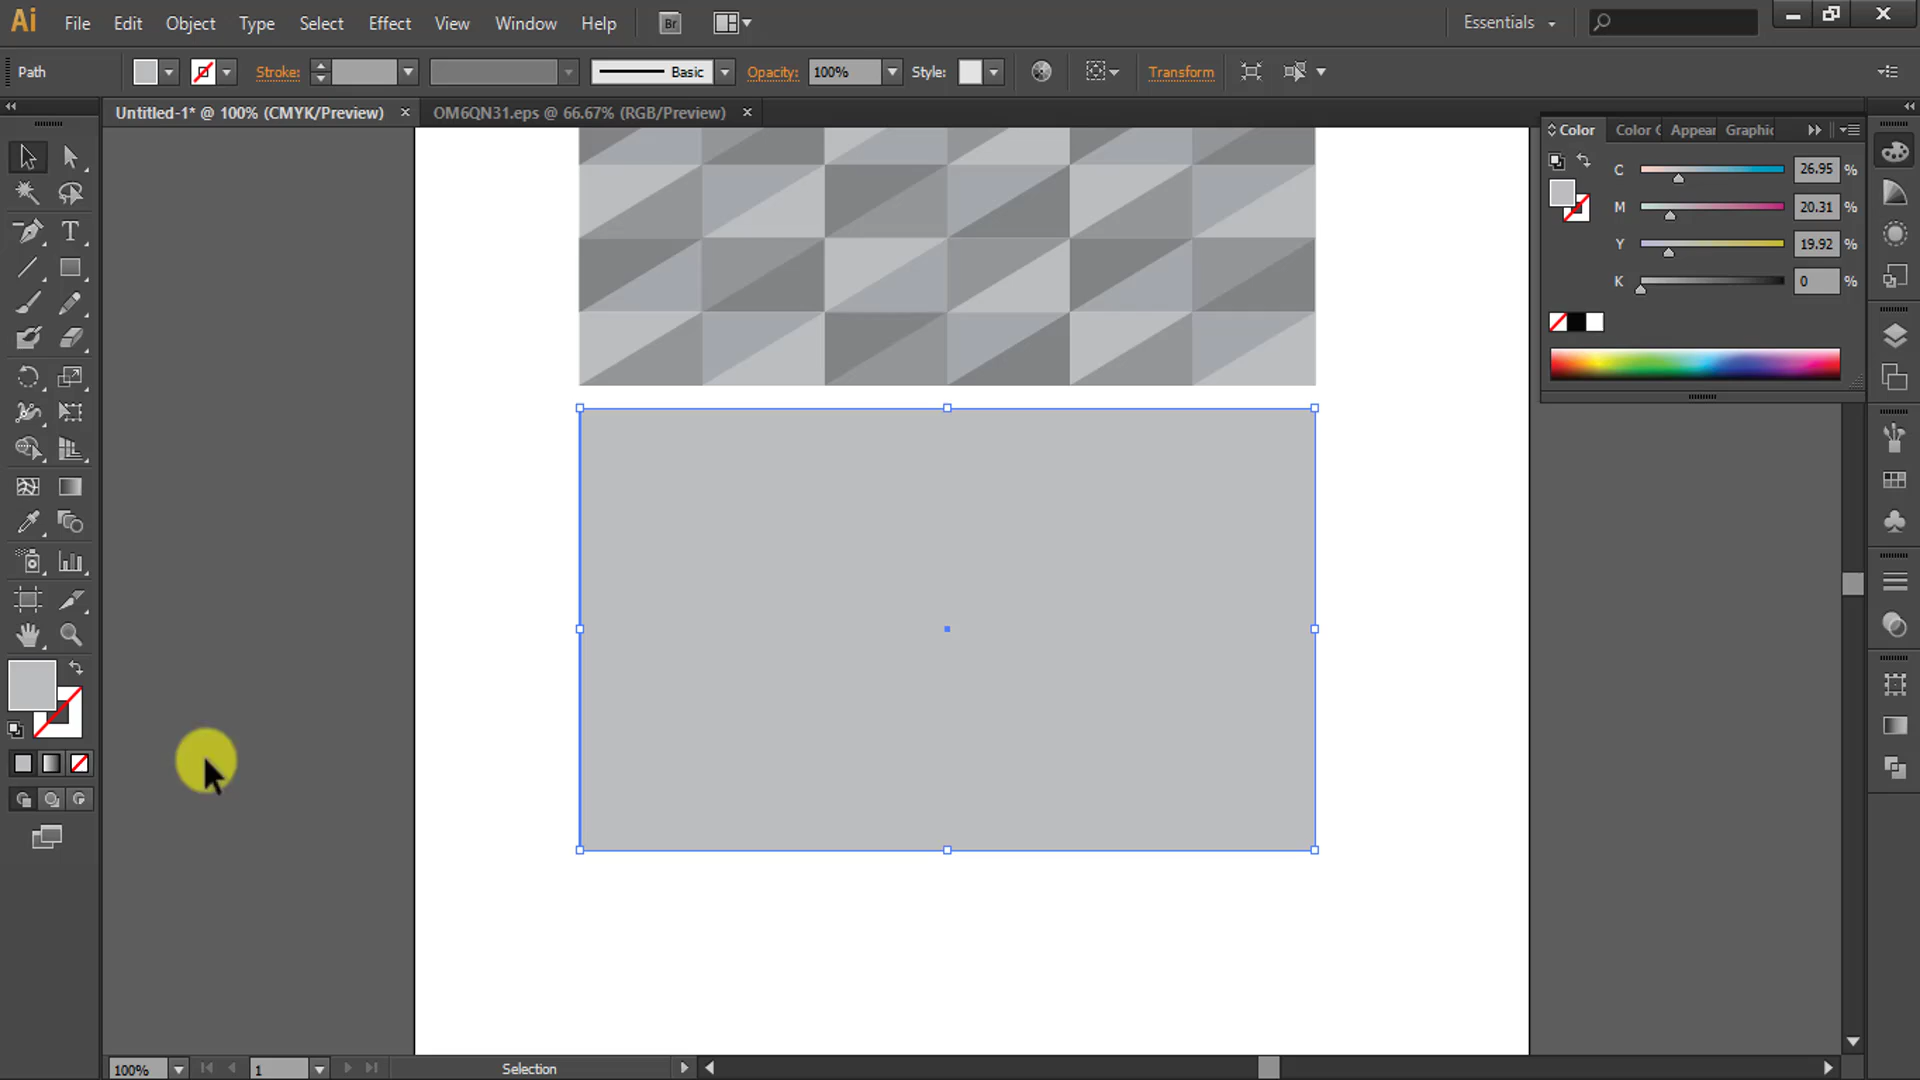 Ai File Edit Object Type Select Effect View Window Help Br Essentials
Path Stroke: Basic Opacity: 100% Style: Transform
Untitled-1* @ 100% (CMYK/Preview) × OM6QN31.eps @ 66.67% (RGB/Preview) ×
Color Color Appear Graphic
C 26.95 %
M 20.31 %
Y 19.92 %
K 0 %
T
100% 1 Selection